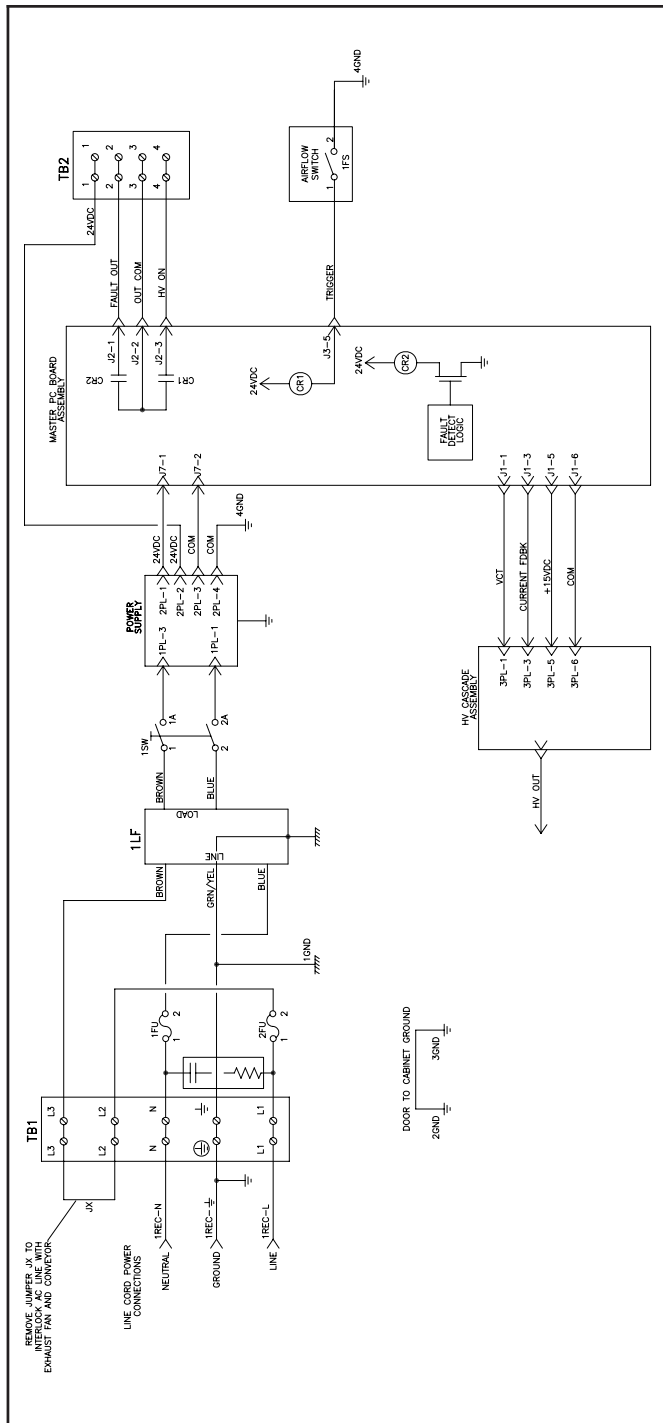 REMOVE JUMPER JX TO
INTERLOCK AC LINE WITH
EXHAUST FAN AND CONVEYOR
JX
LINE CORD POWER
CONNECTIONS
NEUTRAL
1REC-N
GROUND
1REC-⏚
LINE
1REC-L
TB1
L3
L3
L2
L2
N
N
⏚
⏚
L1
L1
1
1FU
2
1
2FU
2
1GND
BROWN
GRN/YEL
BLUE
1LF
LINE
LOAD
BROWN
BLUE
1SW
1
1A
2
2A
POWER
SUPPLY
1PL-3
1PL-1
2PL-1
2PL-2
2PL-3
2PL-4
24VDC
24VDC
COM
COM
4GND
MASTER PC BOARD
ASSEMBLY
J7-1
J7-2
CR2
CR1
J2-1
J2-2
J2-3
24VDC
FAULT OUT
OUT COM
HV ON
TB2
1
1
2
2
3
3
4
4
24VDC
CR1
J3-5
TRIGGER
AIRFLOW
SWITCH
1
2
1FS
4GND
24VDC
CR2
FAULT
DETECT
LOGIC
J1-1
J1-3
J1-5
J1-6
VCT
CURRENT FDBK
+15VDC
COM
HV CASCADE
ASSEMBLY
3PL-1
3PL-3
3PL-5
3PL-6
HV OUT
DOOR TO CABINET GROUND
2GND
3GND